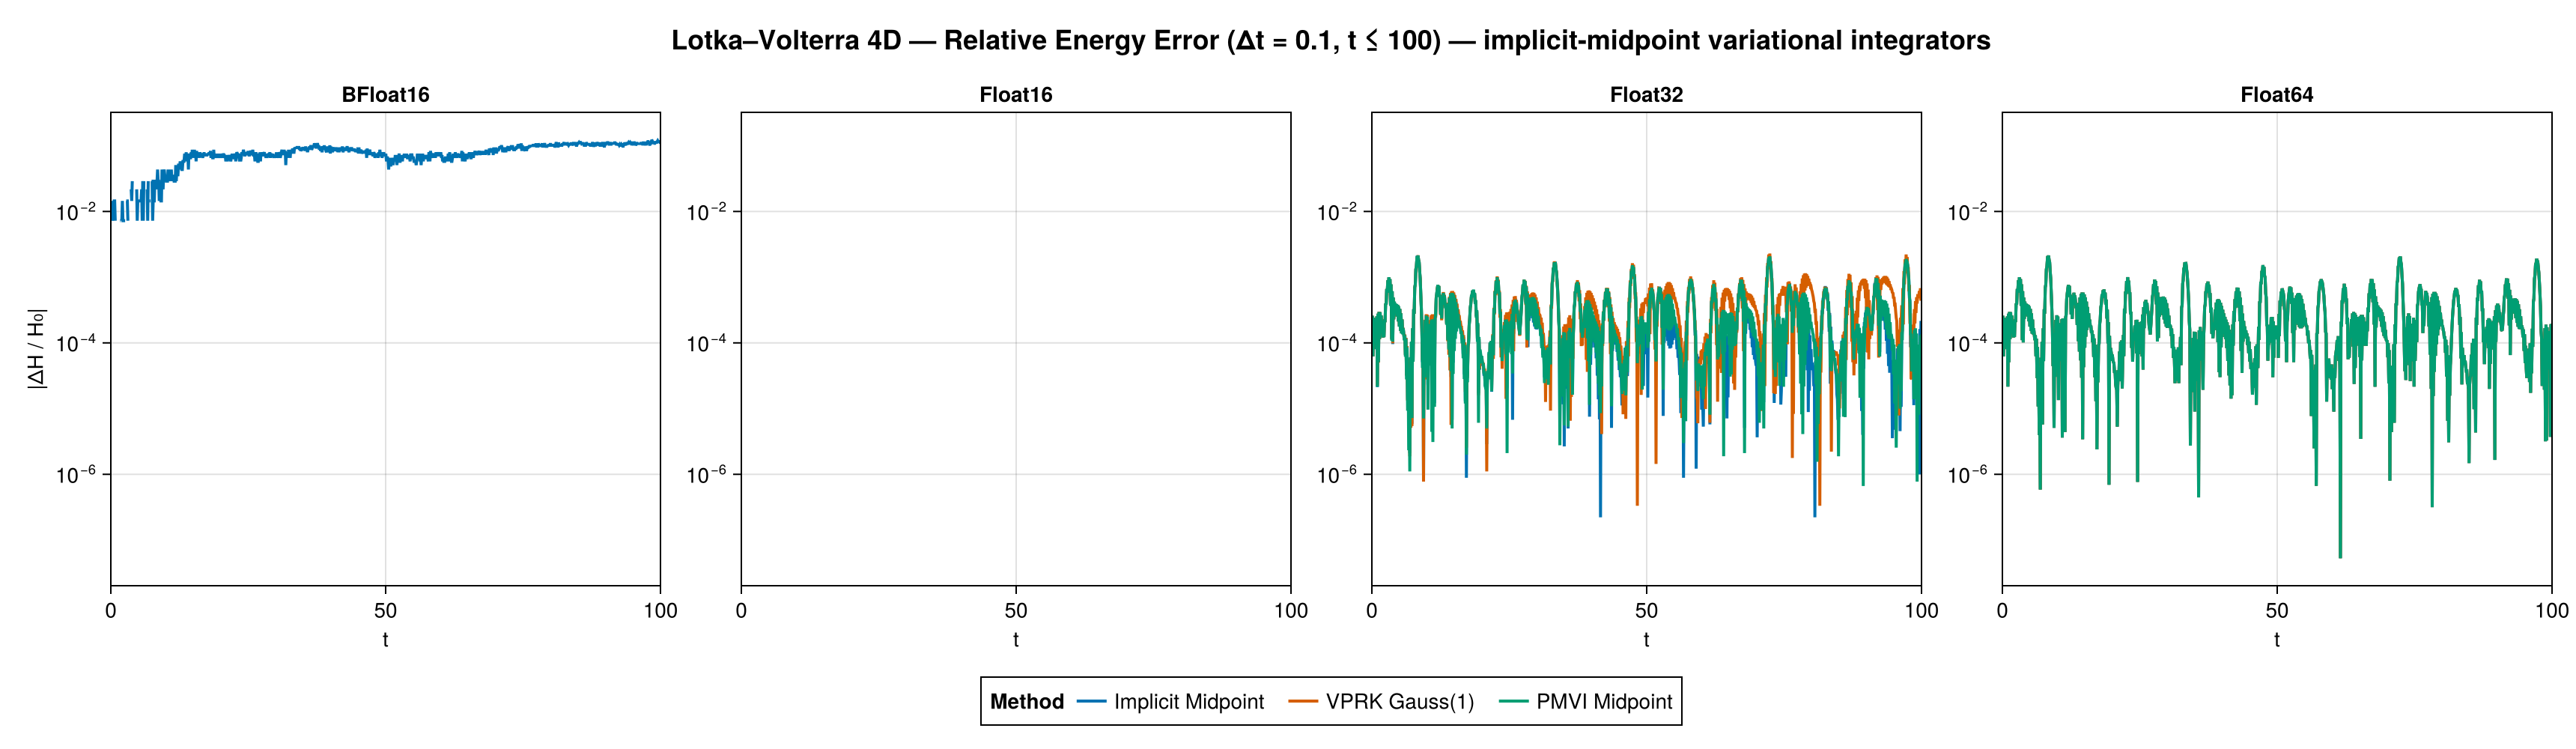 Lotka–Volterra 4D — Relative Energy Error (Δt = 0.1, t ≤ 100) — implicit-midpoint variational integrators
BFloat16
Float16
Float32
Float64
|ΔH / H₀|
10⁻²
10⁻⁴
10⁻⁶
0
50
100
t
10⁻²
10⁻⁴
10⁻⁶
0
50
100
t
10⁻²
10⁻⁴
10⁻⁶
0
50
100
t
10⁻²
10⁻⁴
10⁻⁶
0
50
100
t
Method Implicit Midpoint VPRK Gauss(1) PMVI Midpoint